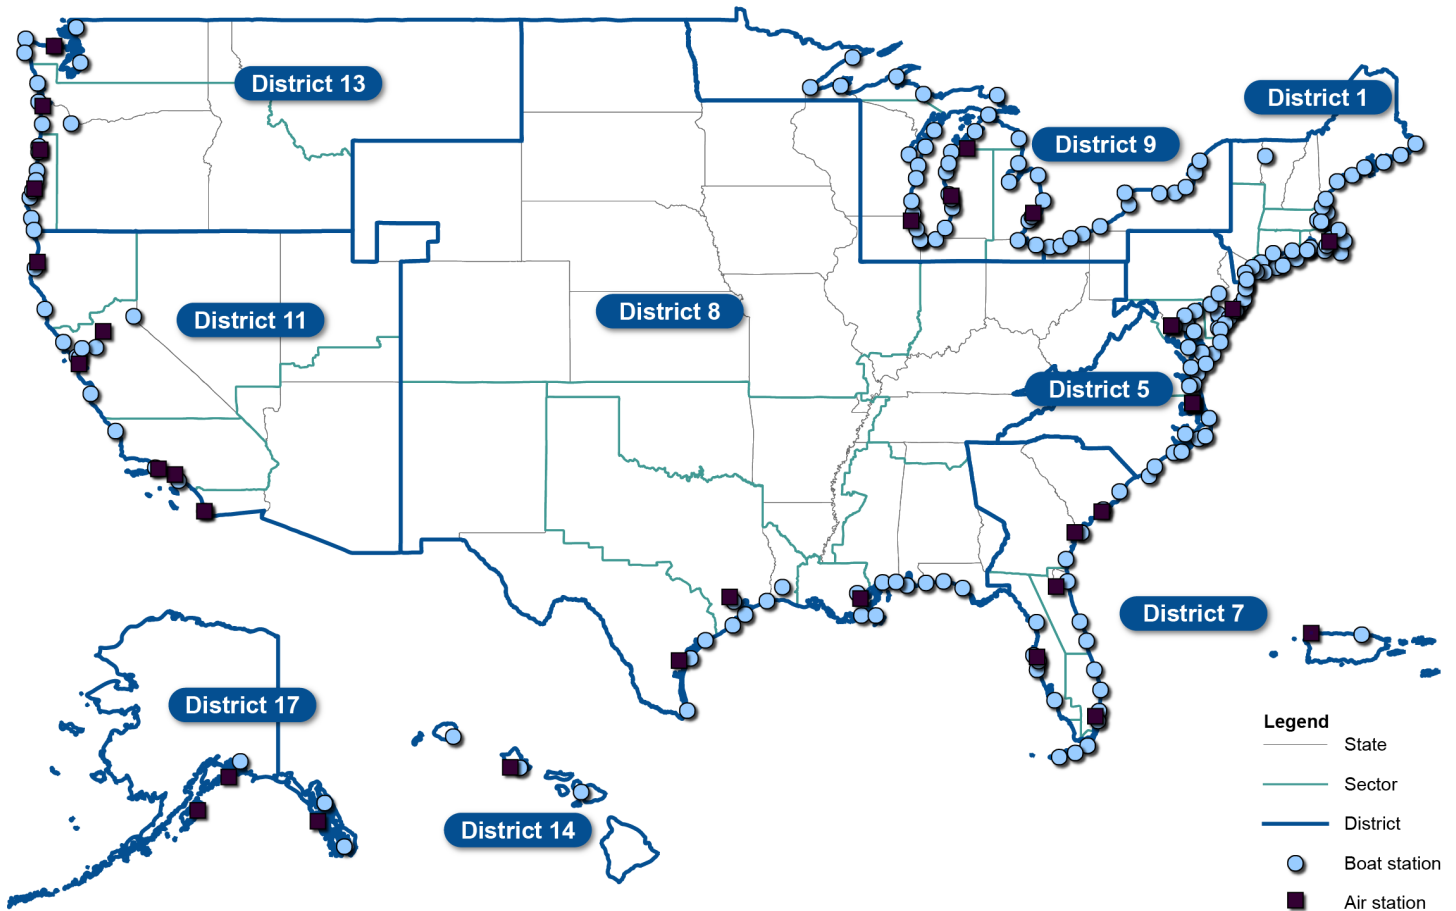 District 13
District 1
District 9
District 11
District 8
District 5
District 7
District 17
District 14
Legend
State
Sector
District
Boat station
Air station